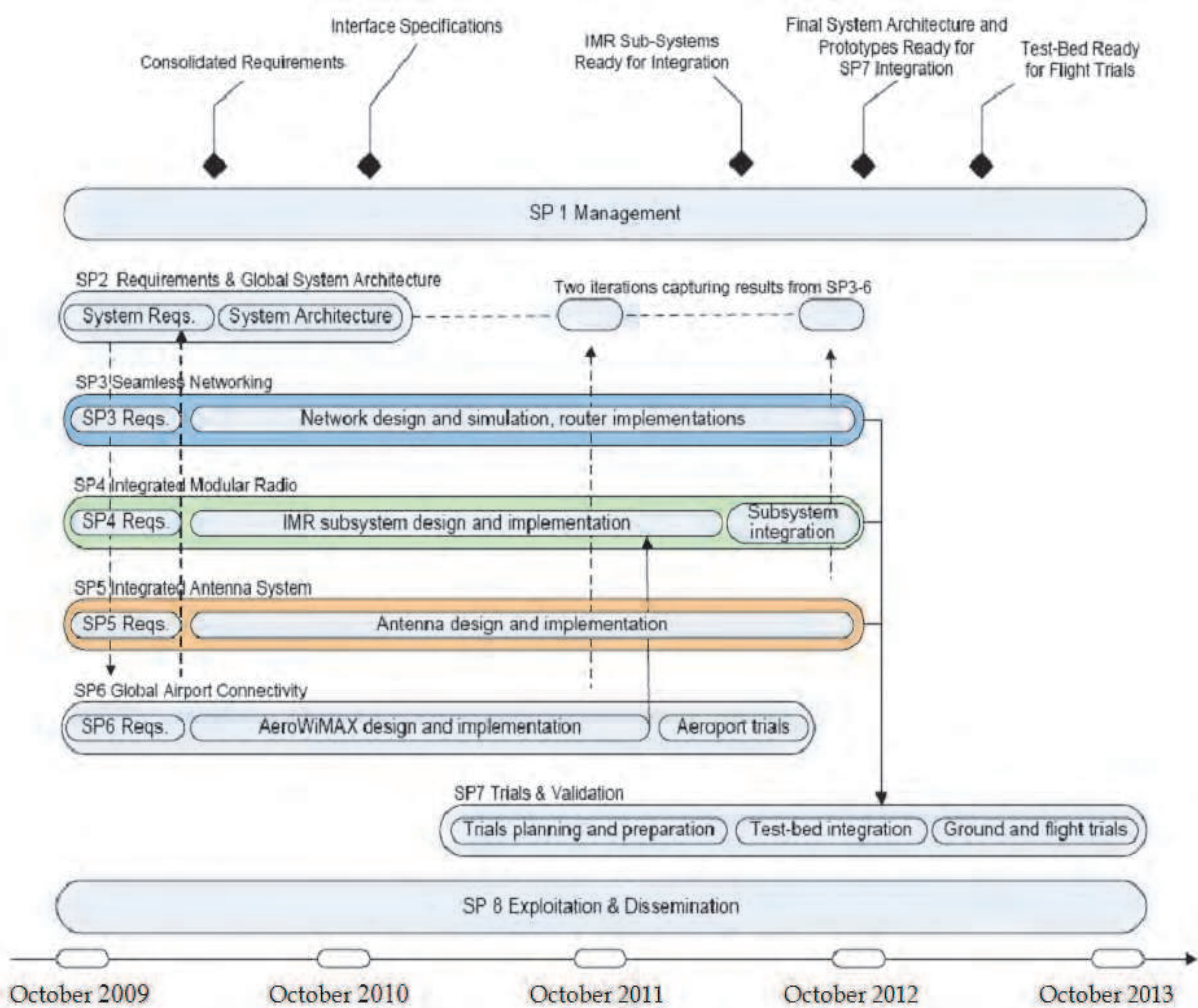 Interface Specifications
Consolidated Requirements
IMR Sub-Systems
Ready for Integration
Final System Architecture and
Prototypes Ready for
SP7 Integration
Test-Bed Ready
for Flight Trials
SP 1 Management
SP2 Requirements & Global System Architecture
Two iterations capturing results from SP3-6
System Reqs.
System Architecture
SP3 Seamless Networking
SP3 Reqs.
Network design and simulation, router implementations
SP4 Integrated Modular Radio
SP4 Reqs.
IMR subsystem design and implementation
Subsystem
integration
SP5 Integrated Antenna System
SP5 Reqs.
Antenna design and implementation
SP6 Global Airport Connectivity
SP6 Reqs.
AeroWiMAX design and implementation
Aeroport trials
SP7 Trials & Validation
Trials planning and preparation
Test-bed integration
Ground and flight trials
SP 8 Exploitation & Dissemination
October 2009
October 2010
October 2011
October 2012
October 2013